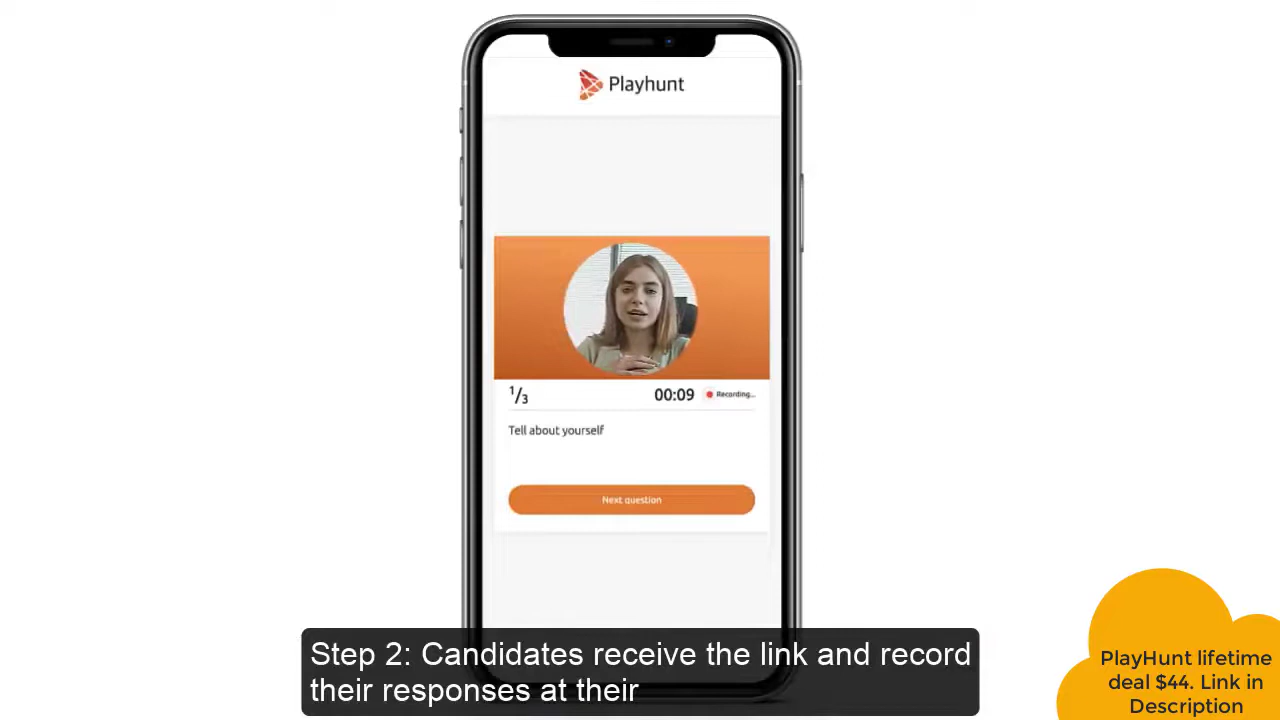 Playhunt
1/3
00:09 Recording...
Tell about yourself
Next question
Step 2: Candidates receive the link and record
their responses at their
PlayHunt lifetime
deal $44. Link in
Description